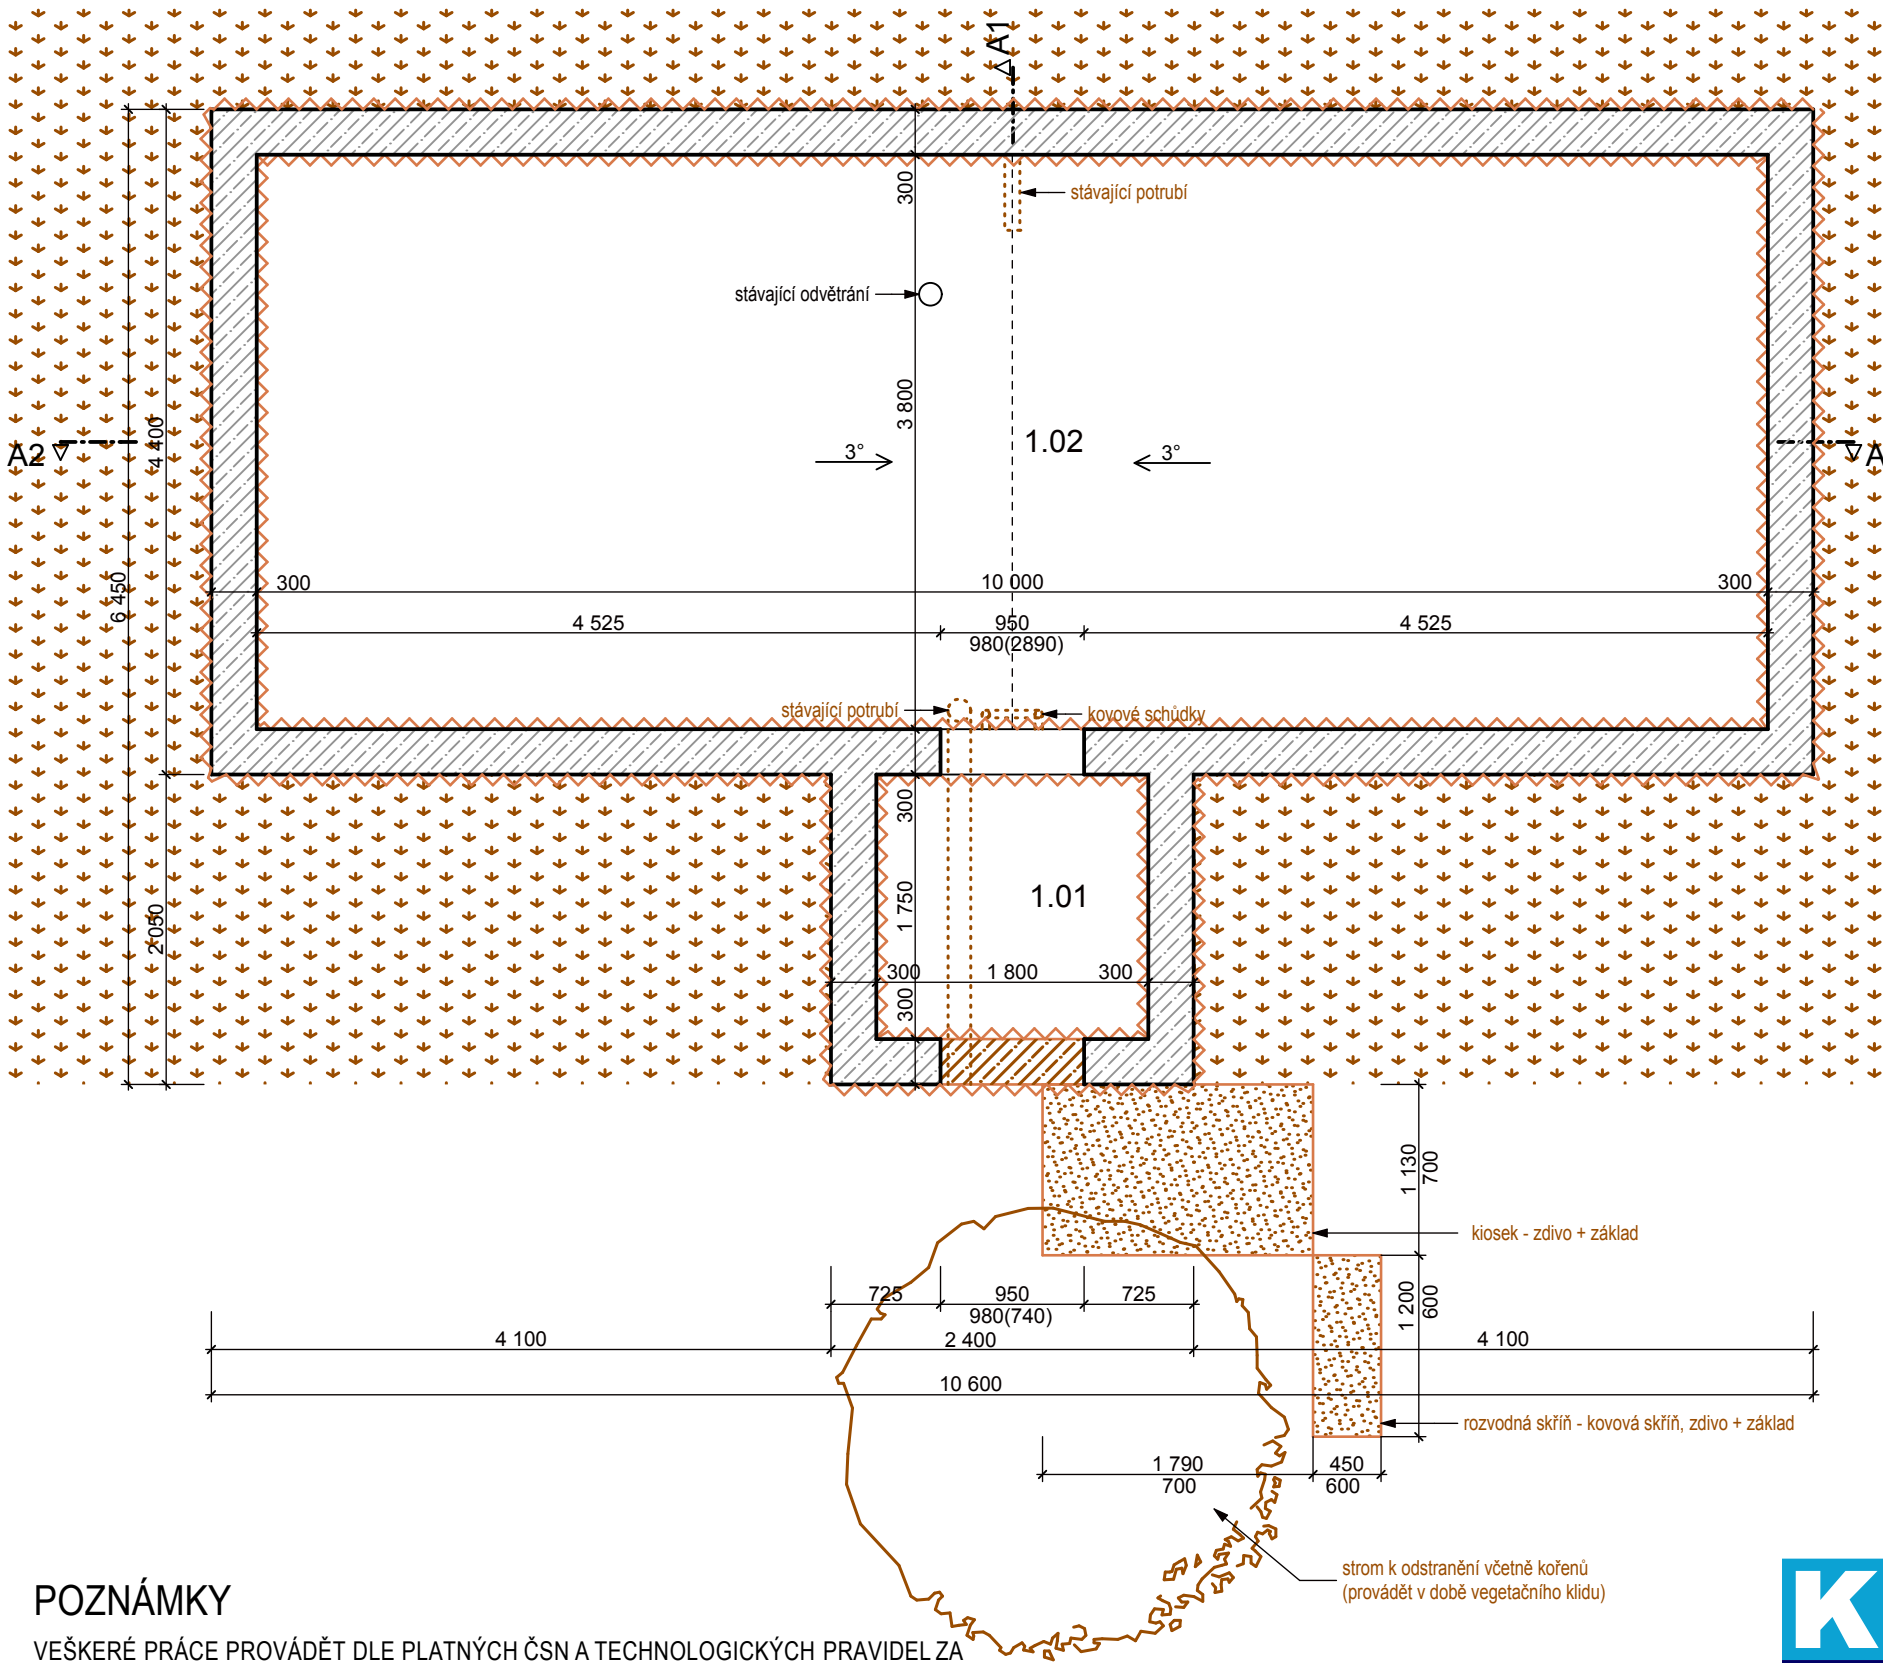 A1
300
stávající potrubí
stávající odvětrání
3 800
4 400
1.02
A2
3°
3°
A
6 450
300
10 000
300
4 525
950
4 525
980(2890)
stávající potrubí
kovové schůdky
300
1 750
1.01
2 050
300
1 800
300
300
1 130
700
kiosek - zdivo + základ
725
950
725
980(740)
1 200
600
4 100
2 400
4 100
10 600
rozvodná skříň - kovová skříň, zdivo + základ
1 790
450
700
600
strom k odstranění včetně kořenů
(provádět v době vegetačního klidu)
K
POZNÁMKY
VEŠKERÉ PRÁCE PROVÁDĚT DLE PLATNÝCH ČSN A TECHNOLOGICKÝCH PRAVIDEL ZA